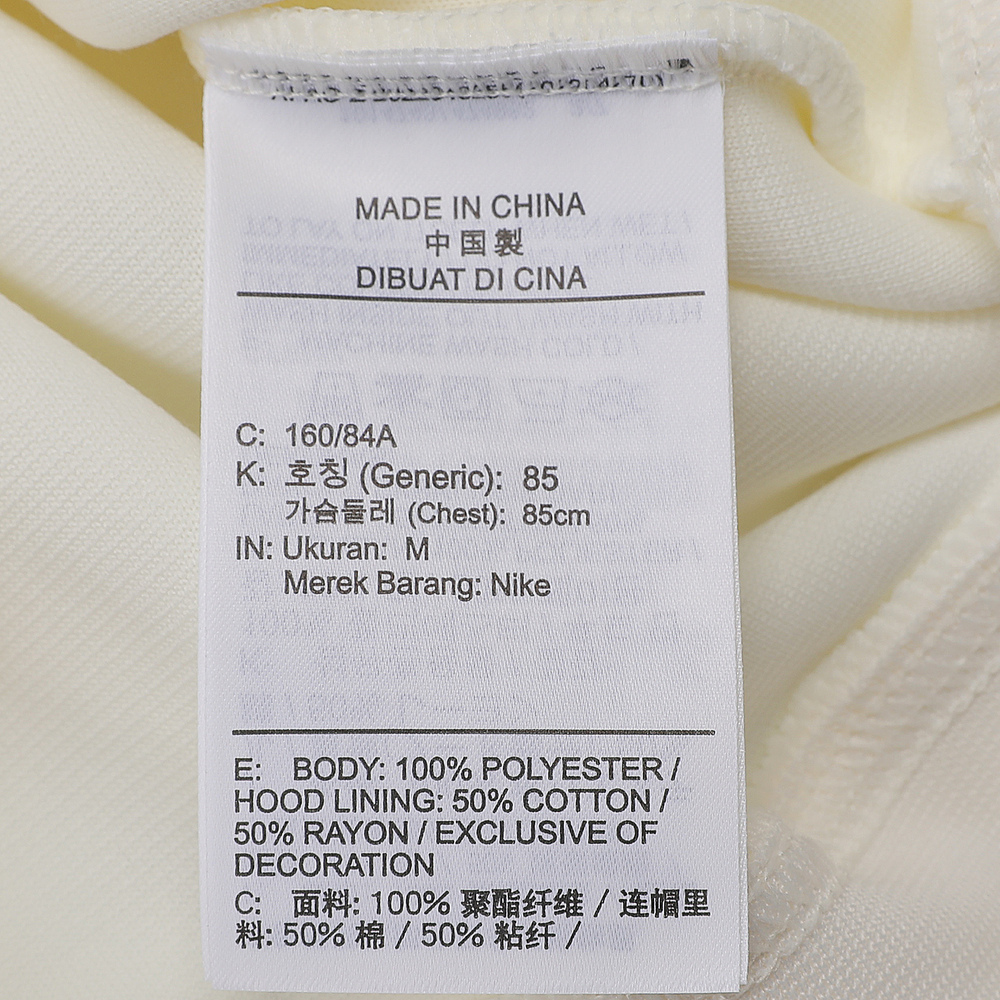 MADE IN CHINA
中国製
DIBUAT DI CINA
C: 160/84A
K: 호칭 (Generic): 85
가슴둘레 (Chest): 85cm
IN: Ukuran: M
Merek Barang: Nike
E: BODY: 100% POLYESTER /
HOOD LINING: 50% COTTON /
50% RAYON / EXCLUSIVE OF
DECORATION
C: 面料: 100% 聚酯纤维 / 连帽里
料: 50% 棉 / 50% 粘纤 /